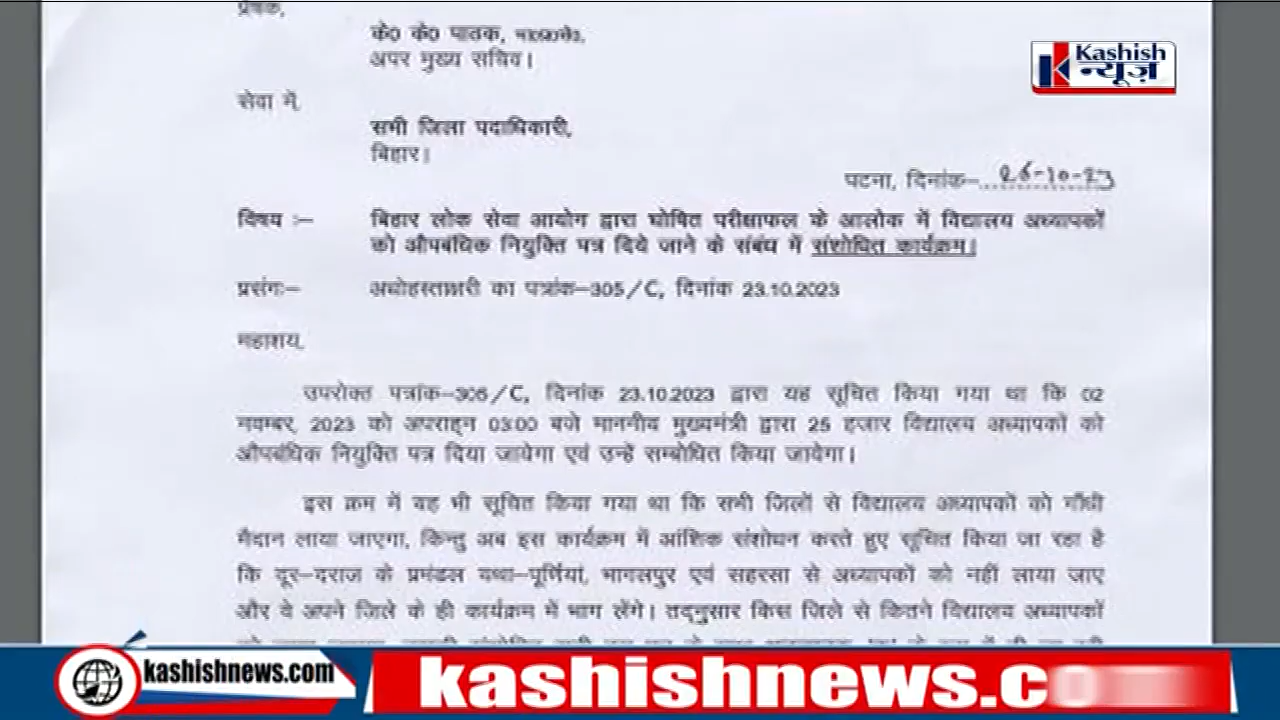 प्रेषक,
के0 के0 पाठक, भा0प्र0से0,
अपर मुख्य सचिव।
सेवा में,
सभी जिला पदाधिकारी,
बिहार।
पटना, दिनांक-...26-10-23
विषय :- बिहार लोक सेवा आयोग द्वारा घोषित परीक्षाफल के आलोक में विद्यालय अध्यापकों
को औपबंधिक नियुक्ति पत्र दिये जाने के संबंध में संशोधित कार्यक्रम।
प्रसंगः- अधोहस्ताक्षरी का पत्रांक-305/C, दिनांक 23.10.2023
महाशय,
उपरोक्त पत्रांक-305/C, दिनांक 23.10.2023 द्वारा यह सूचित किया गया था कि 02
नवम्बर, 2023 को अपराह्न 03:00 बजे माननीय मुख्यमंत्री द्वारा 25 हजार विद्यालय अध्यापकों को
औपबंधिक नियुक्ति पत्र दिया जायेगा एवं उन्हें सम्बोधित किया जायेगा।
इस क्रम में वह भी सूचित किया गया था कि सभी जिलों से विद्यालय अध्यापकों को गाँधी
मैदान लाया जाएगा, किन्तु अब इस कार्यक्रम में आंशिक संशोधन करते हुए सूचित किया जा रहा है
कि दूर-दराज के प्रमंडल यथा-पूर्णियां, भागलपुर एवं सहरसा से अध्यापकों को नहीं लाया जाए
और वे अपने जिले के ही कार्यक्रम में भाग लेंगे। तद्नुसार किस जिले से कितने विद्यालय अध्यापकों
Kashish
न्यूज़
kashishnews.com
kashishnews.co